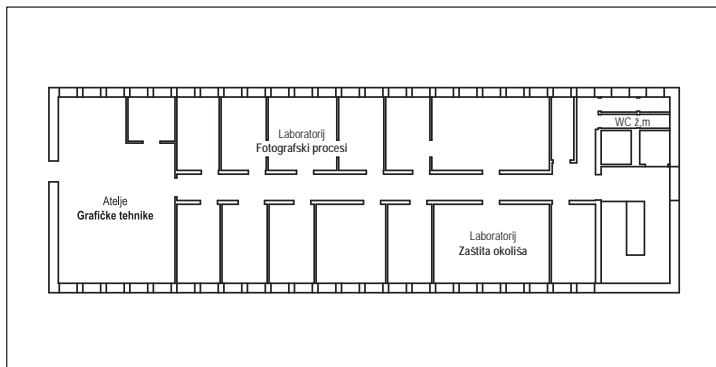 Laboratorij
Fotografski procesi
WC ž,m
Atelje
Grafičke tehnike
Laboratorij
Zaštita okoliša